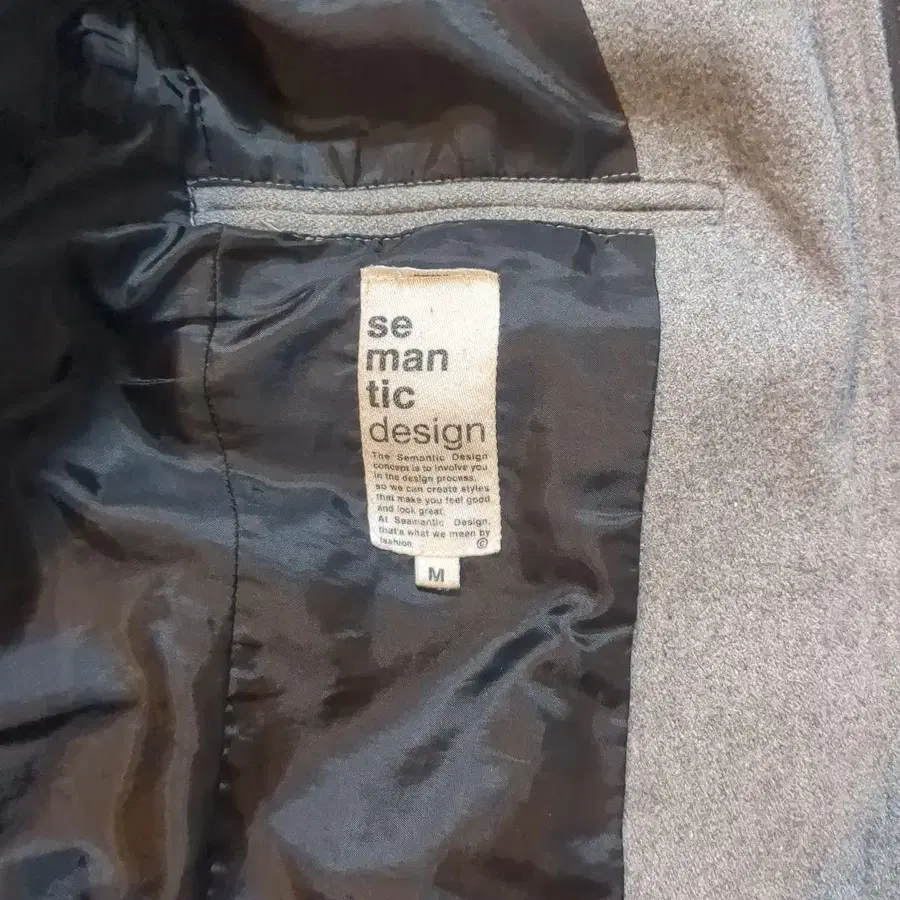 se
man
tic
design
The Semantic Design
concept is to involve you
in the design process,
so we can create styles
that make you feel good
and look great.
At Seamantic Design,
that's what we mean by
fashion. ©
M